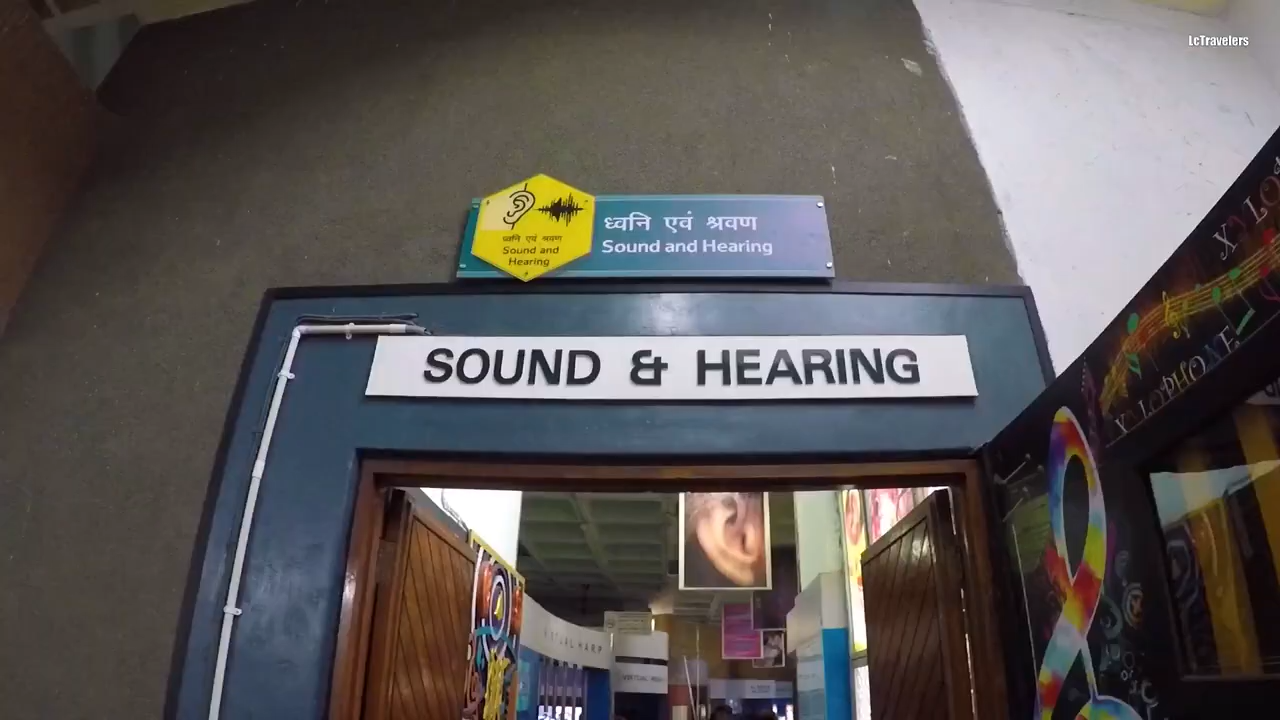 LcTravelers
ध्वनि एवं श्रवण
Sound and Hearing
ध्वनि एवं श्रवण
Sound and
Hearing
SOUND & HEARING
XYLOPHONE
VIRTUAL HARP